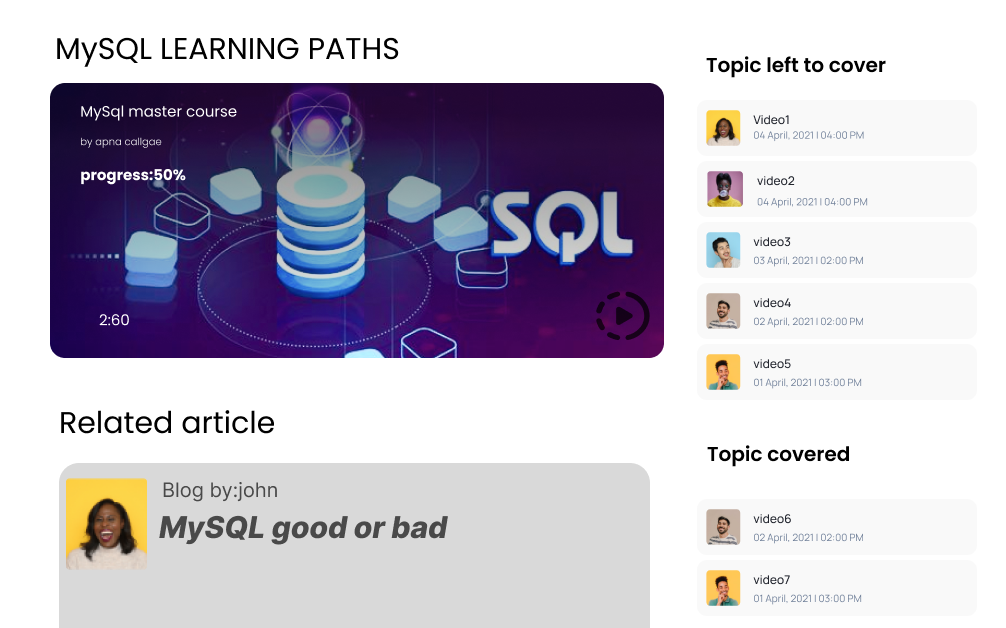 MySQL LEARNING PATHS
MySql master course
by apna callgae
progress:50%
SQL
2:60
Related article
Blog by:john
MySQL good or bad
Topic left to cover
Video1
04 April, 2021 | 04:00 PM
video2
04 April, 2021 | 04:00 PM
video3
03 April, 2021 | 02:00 PM
video4
02 April, 2021 | 02:00 PM
video5
01 April, 2021 | 03:00 PM
Topic covered
video6
02 April, 2021 | 02:00 PM
video7
01 April, 2021 | 03:00 PM